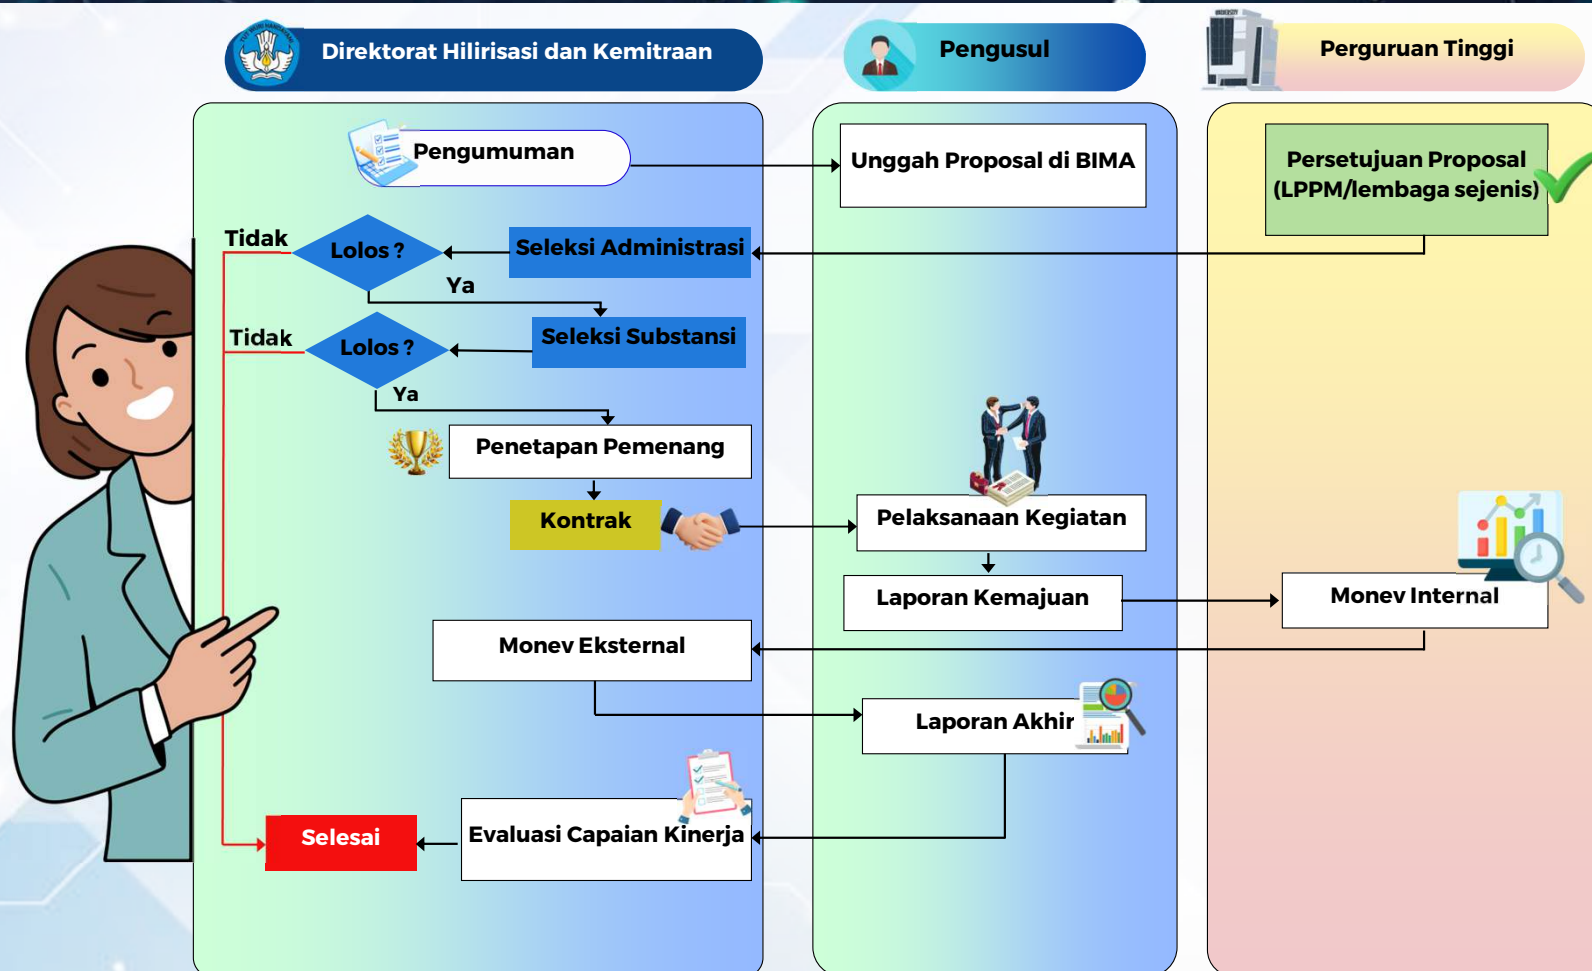 Direktorat Hilirisasi dan Kemitraan
Pengusul
UNIVERSITY
Perguruan Tinggi
Pengumuman
Unggah Proposal di BIMA
Persetujuan Proposal
(LPPM/lembaga sejenis)
Tidak
Lolos ?
Seleksi Administrasi
Ya
Tidak
Lolos ?
Seleksi Substansi
Ya
Penetapan Pemenang
Kontrak
Pelaksanaan Kegiatan
Laporan Kemajuan
Monev Internal
Monev Eksternal
Laporan Akhir
Selesai
Evaluasi Capaian Kinerja